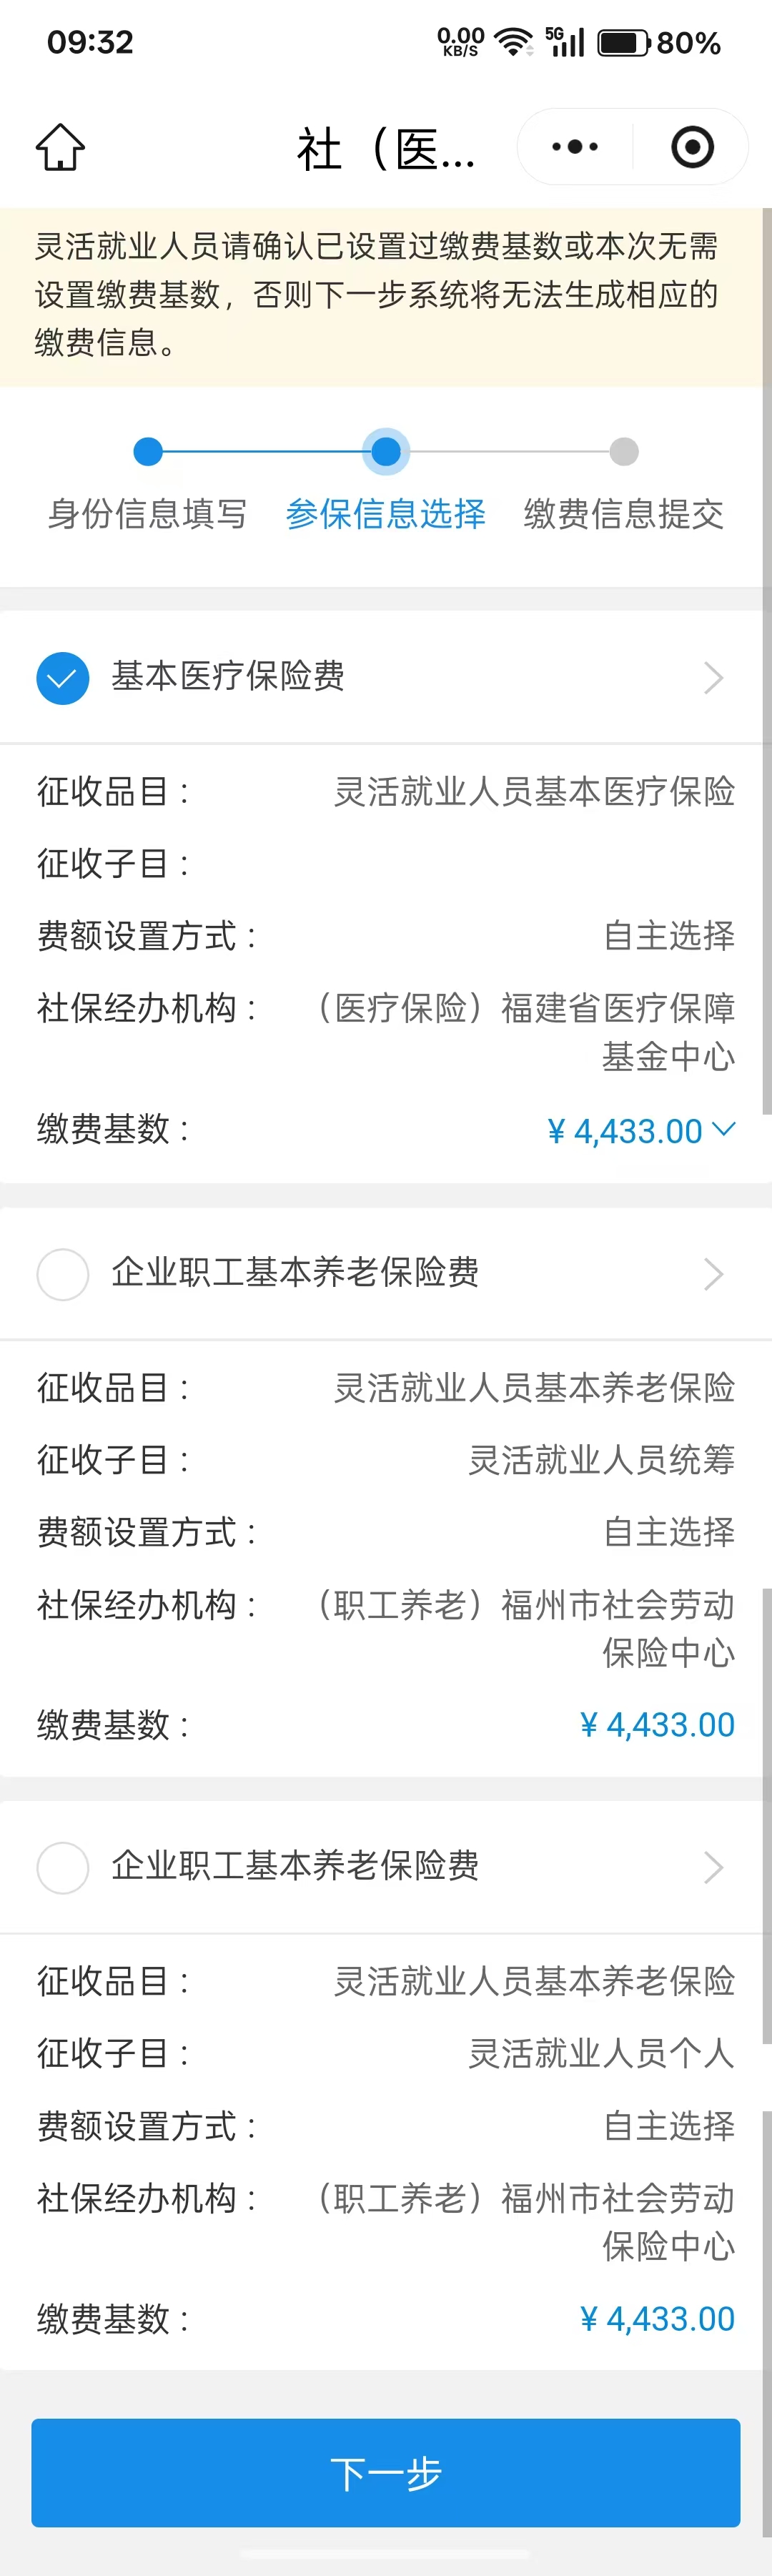 09:32
0.00
KB/S
5G
80%
社（医...
灵活就业人员请确认已设置过缴费基数或本次无需
设置缴费基数，否则下一步系统将无法生成相应的
缴费信息。
身份信息填写 参保信息选择 缴费信息提交
基本医疗保险费
征收品目： 灵活就业人员基本医疗保险
征收子目：
费额设置方式： 自主选择
社保经办机构： （医疗保险）福建省医疗保障
基金中心
缴费基数： ¥ 4,433.00
企业职工基本养老保险费
征收品目： 灵活就业人员基本养老保险
征收子目： 灵活就业人员统筹
费额设置方式： 自主选择
社保经办机构： （职工养老）福州市社会劳动
保险中心
缴费基数： ¥ 4,433.00
企业职工基本养老保险费
征收品目： 灵活就业人员基本养老保险
征收子目： 灵活就业人员个人
费额设置方式： 自主选择
社保经办机构： （职工养老）福州市社会劳动
保险中心
缴费基数： ¥ 4,433.00
下一步